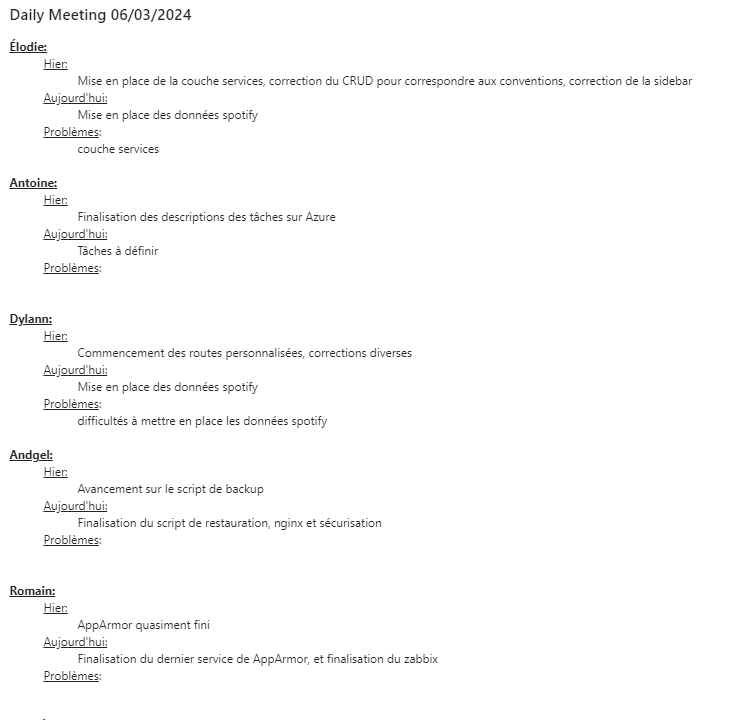 Daily Meeting 06/03/2024
Élodie:
Hier:
Mise en place de la couche services, correction du CRUD pour correspondre aux conventions, correction de la sidebar
Aujourd'hui:
Mise en place des données spotify
Problèmes:
couche services
Antoine:
Hier:
Finalisation des descriptions des tâches sur Azure
Aujourd'hui:
Tâches à définir
Problèmes:
Dylann:
Hier:
Commencement des routes personnalisées, corrections diverses
Aujourd'hui:
Mise en place des données spotify
Problèmes:
difficultés à mettre en place les données spotify
Andgel:
Hier:
Avancement sur le script de backup
Aujourd'hui:
Finalisation du script de restauration, nginx et sécurisation
Problèmes:
Romain:
Hier:
AppArmor quasiment fini
Aujourd'hui:
Finalisation du dernier service de AppArmor, et finalisation du zabbix
Problèmes: